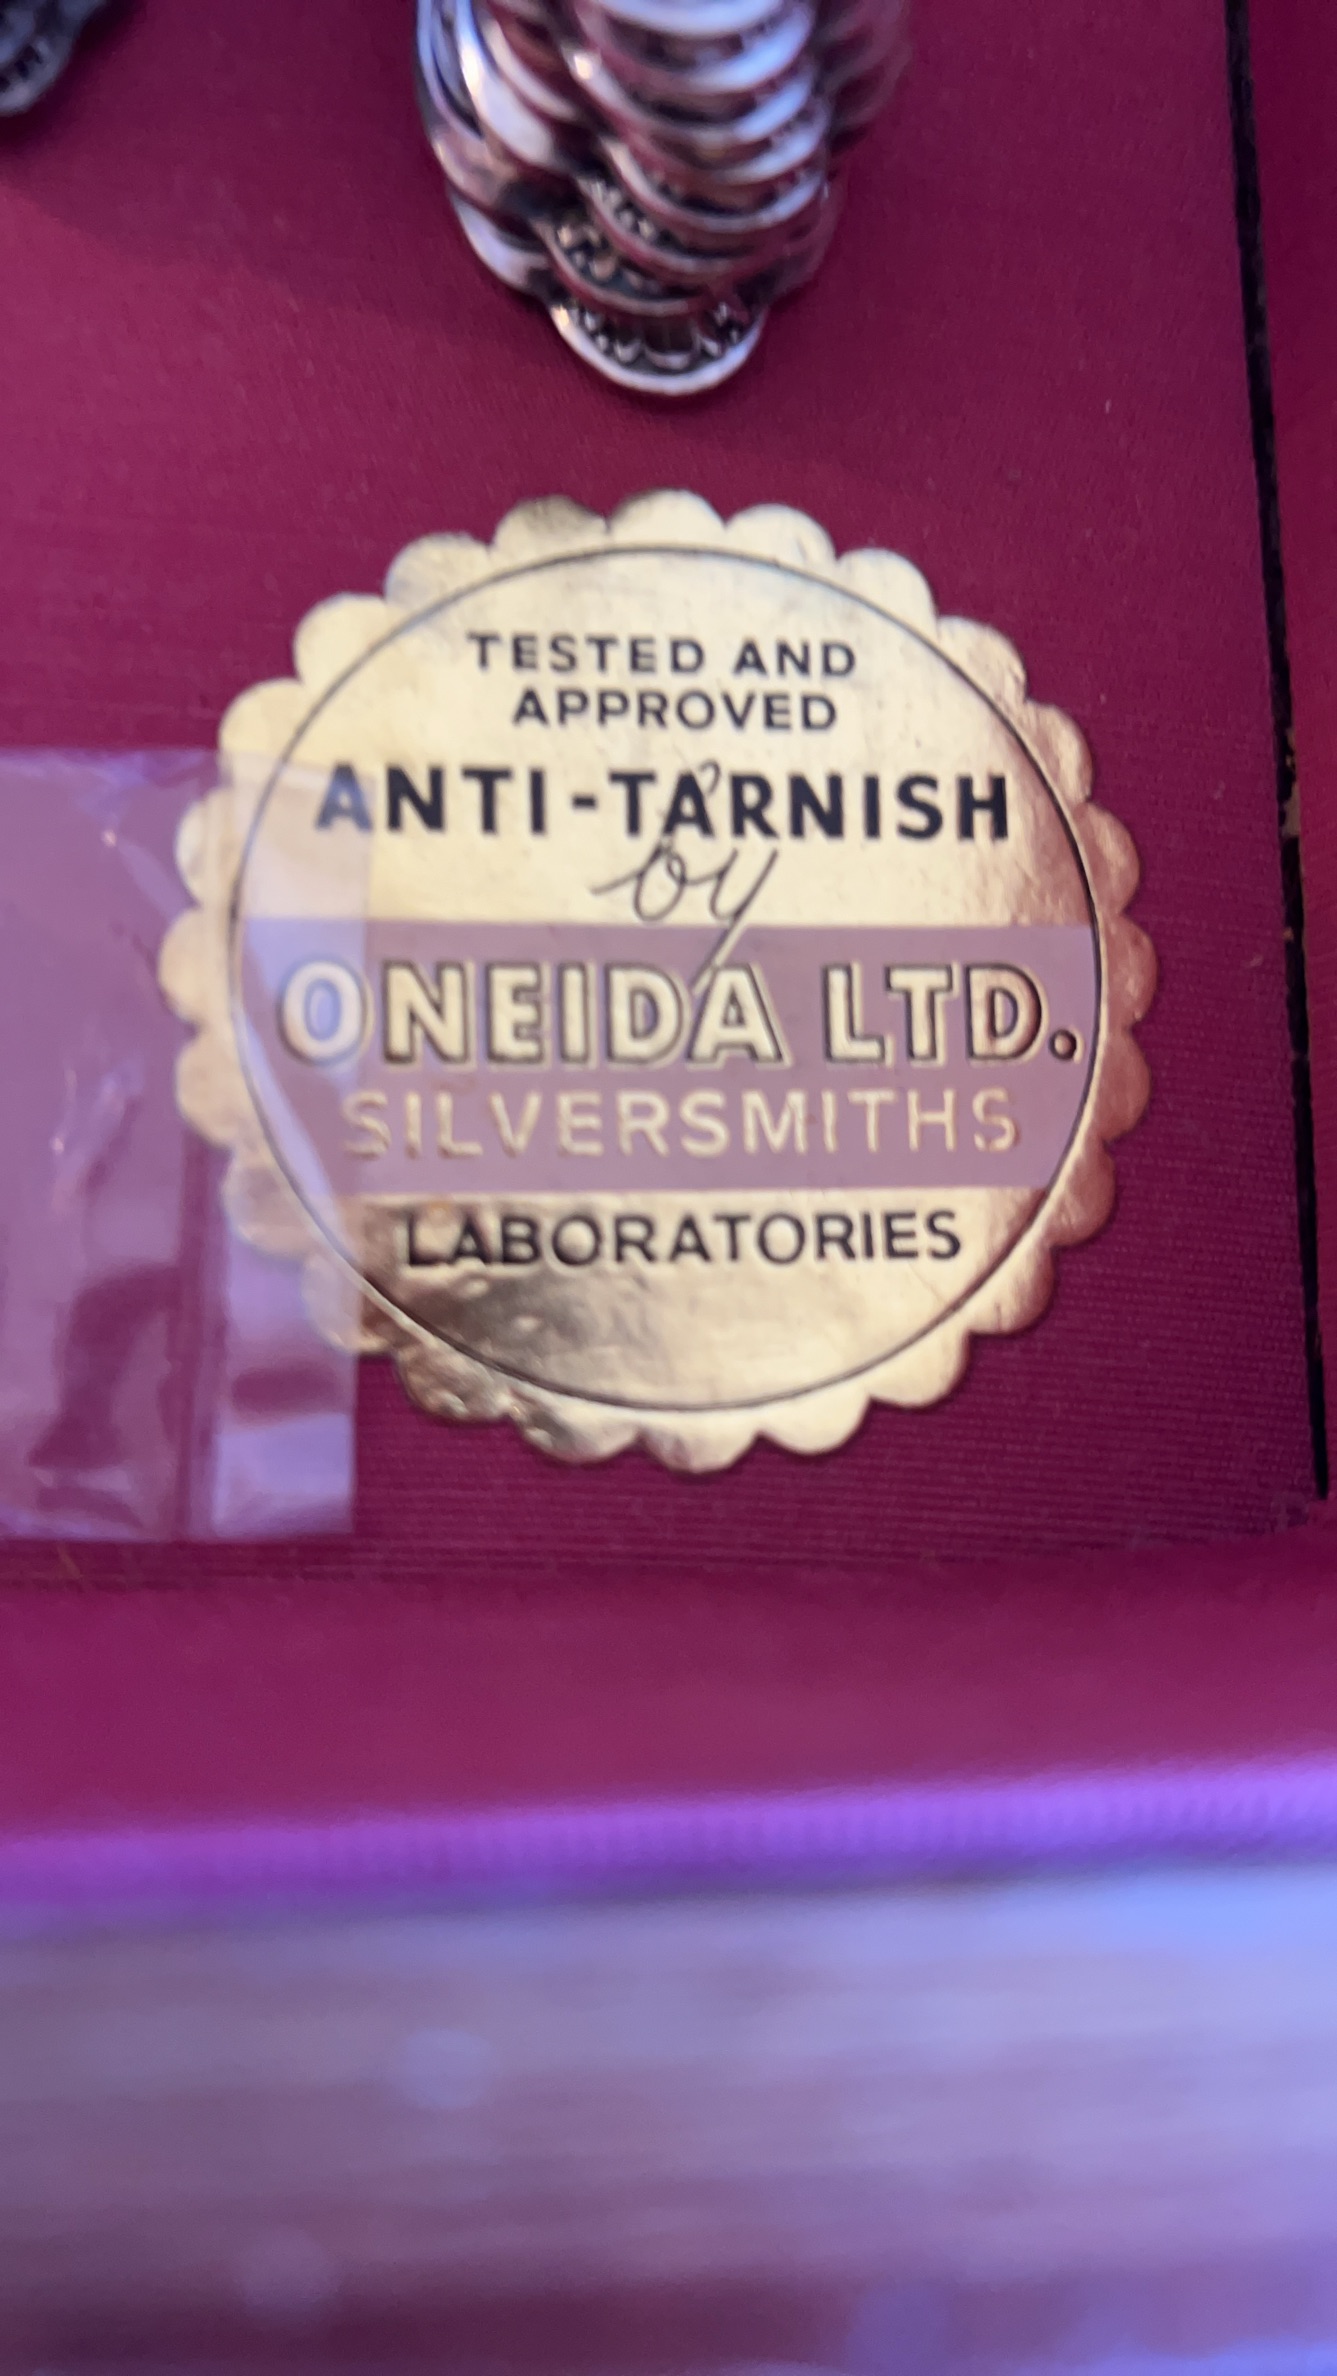 TESTED AND
APPROVED
ANTI-TARNISH
by
ONEIDA LTD.
SILVERSMITHS
LABORATORIES